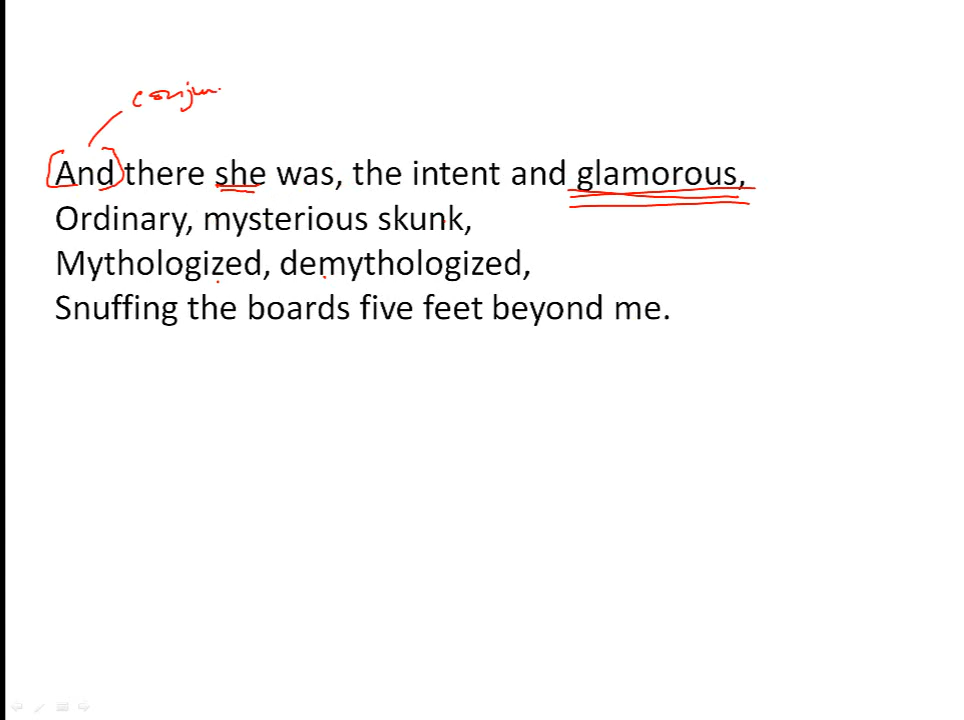 conjun.
And there she was, the intent and glamorous,
Ordinary, mysterious skunk,
Mythologized, demythologized,
Snuffing the boards five feet beyond me.